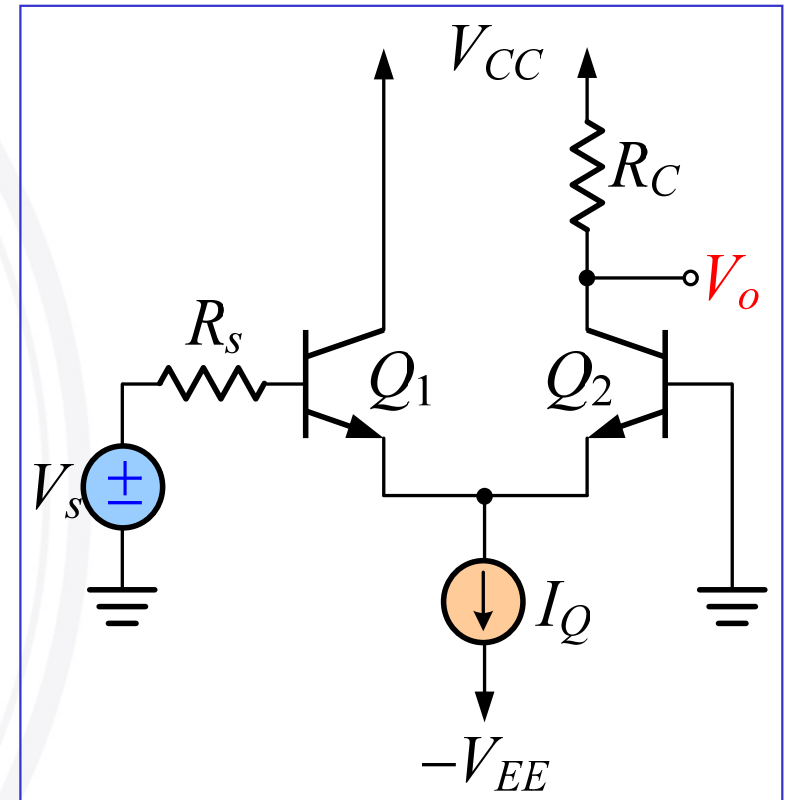 V_CC
R_C
V_o
R_s
Q_1
Q_2
V_s
±
I_Q
−V_EE